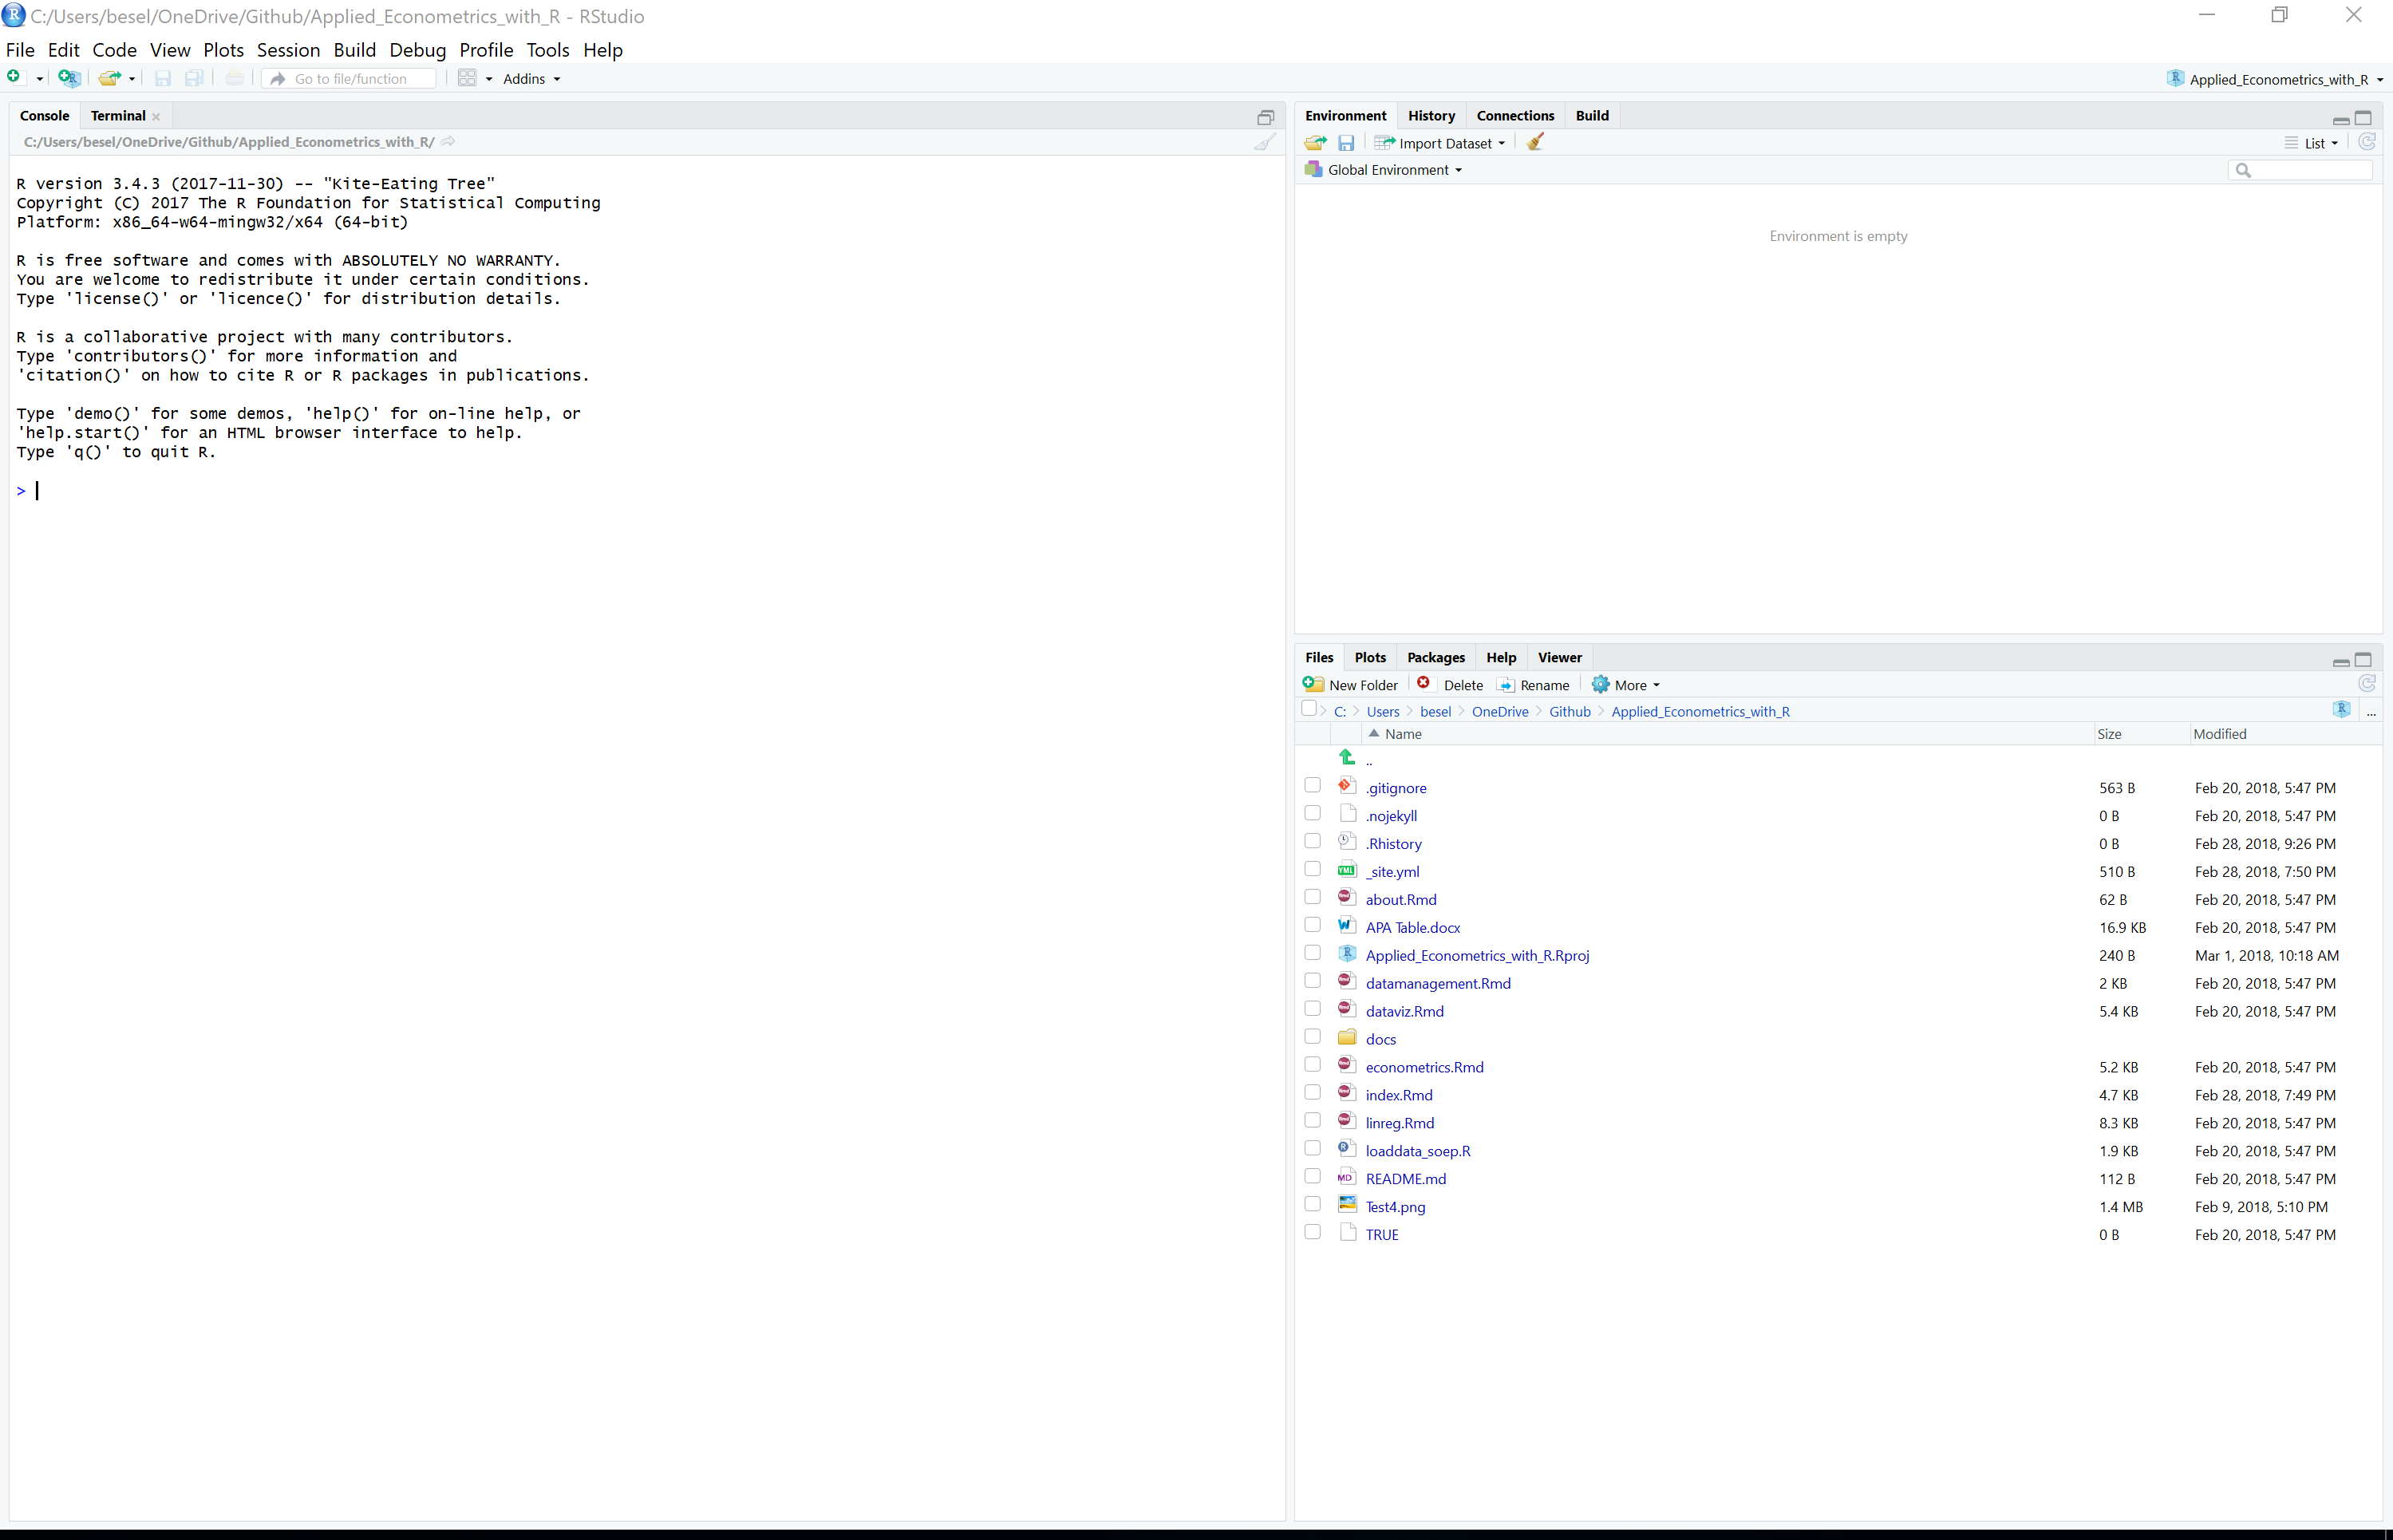 C:/Users/besel/OneDrive/Github/Applied_Econometrics_with_R - RStudio
File Edit Code View Plots Session Build Debug Profile Tools Help
Go to file/function Addins Applied_Econometrics_with_R
Console Terminal
C:/Users/besel/OneDrive/Github/Applied_Econometrics_with_R/
R version 3.4.3 (2017-11-30) -- "Kite-Eating Tree"
Copyright (C) 2017 The R Foundation for Statistical Computing
Platform: x86_64-w64-mingw32/x64 (64-bit)
R is free software and comes with ABSOLUTELY NO WARRANTY.
You are welcome to redistribute it under certain conditions.
Type 'license()' or 'licence()' for distribution details.
R is a collaborative project with many contributors.
Type 'contributors()' for more information and
'citation()' on how to cite R or R packages in publications.
Type 'demo()' for some demos, 'help()' for on-line help, or
'help.start()' for an HTML browser interface to help.
Type 'q()' to quit R.
>
Environment History Connections Build
Import Dataset List
Global Environment
Environment is empty
Files Plots Packages Help Viewer
New Folder Delete Rename More
C: > Users > besel > OneDrive > Github > Applied_Econometrics_with_R ...
Name Size Modified
..
.gitignore 563 B Feb 20, 2018, 5:47 PM
.nojekyll 0 B Feb 20, 2018, 5:47 PM
.Rhistory 0 B Feb 28, 2018, 9:26 PM
_site.yml 510 B Feb 28, 2018, 7:50 PM
about.Rmd 62 B Feb 20, 2018, 5:47 PM
APA Table.docx 16.9 KB Feb 20, 2018, 5:47 PM
Applied_Econometrics_with_R.Rproj 240 B Mar 1, 2018, 10:18 AM
datamanagement.Rmd 2 KB Feb 20, 2018, 5:47 PM
dataviz.Rmd 5.4 KB Feb 20, 2018, 5:47 PM
docs
econometrics.Rmd 5.2 KB Feb 20, 2018, 5:47 PM
index.Rmd 4.7 KB Feb 28, 2018, 7:49 PM
linreg.Rmd 8.3 KB Feb 20, 2018, 5:47 PM
loaddata_soep.R 1.9 KB Feb 20, 2018, 5:47 PM
README.md 112 B Feb 20, 2018, 5:47 PM
Test4.png 1.4 MB Feb 9, 2018, 5:10 PM
TRUE 0 B Feb 20, 2018, 5:47 PM